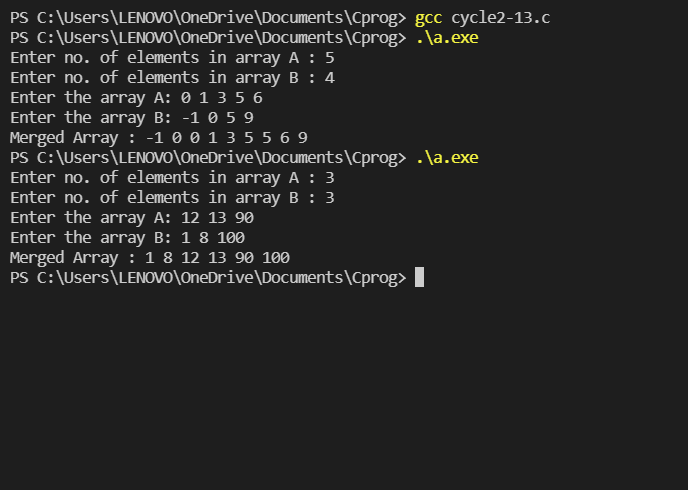 PS C:\Users\LENOVO\OneDrive\Documents\Cprog> gcc cycle2-13.c
PS C:\Users\LENOVO\OneDrive\Documents\Cprog> .\a.exe
Enter no. of elements in array A : 5
Enter no. of elements in array B : 4
Enter the array A: 0 1 3 5 6
Enter the array B: -1 0 5 9
Merged Array : -1 0 0 1 3 5 5 6 9
PS C:\Users\LENOVO\OneDrive\Documents\Cprog> .\a.exe
Enter no. of elements in array A : 3
Enter no. of elements in array B : 3
Enter the array A: 12 13 90
Enter the array B: 1 8 100
Merged Array : 1 8 12 13 90 100
PS C:\Users\LENOVO\OneDrive\Documents\Cprog>